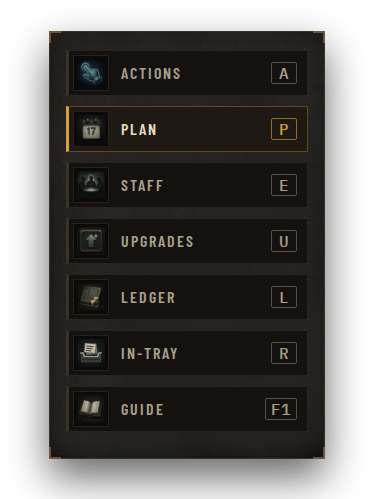 ACTIONS A
17 PLAN P
STAFF E
UPGRADES U
LEDGER L
IN-TRAY R
GUIDE F1